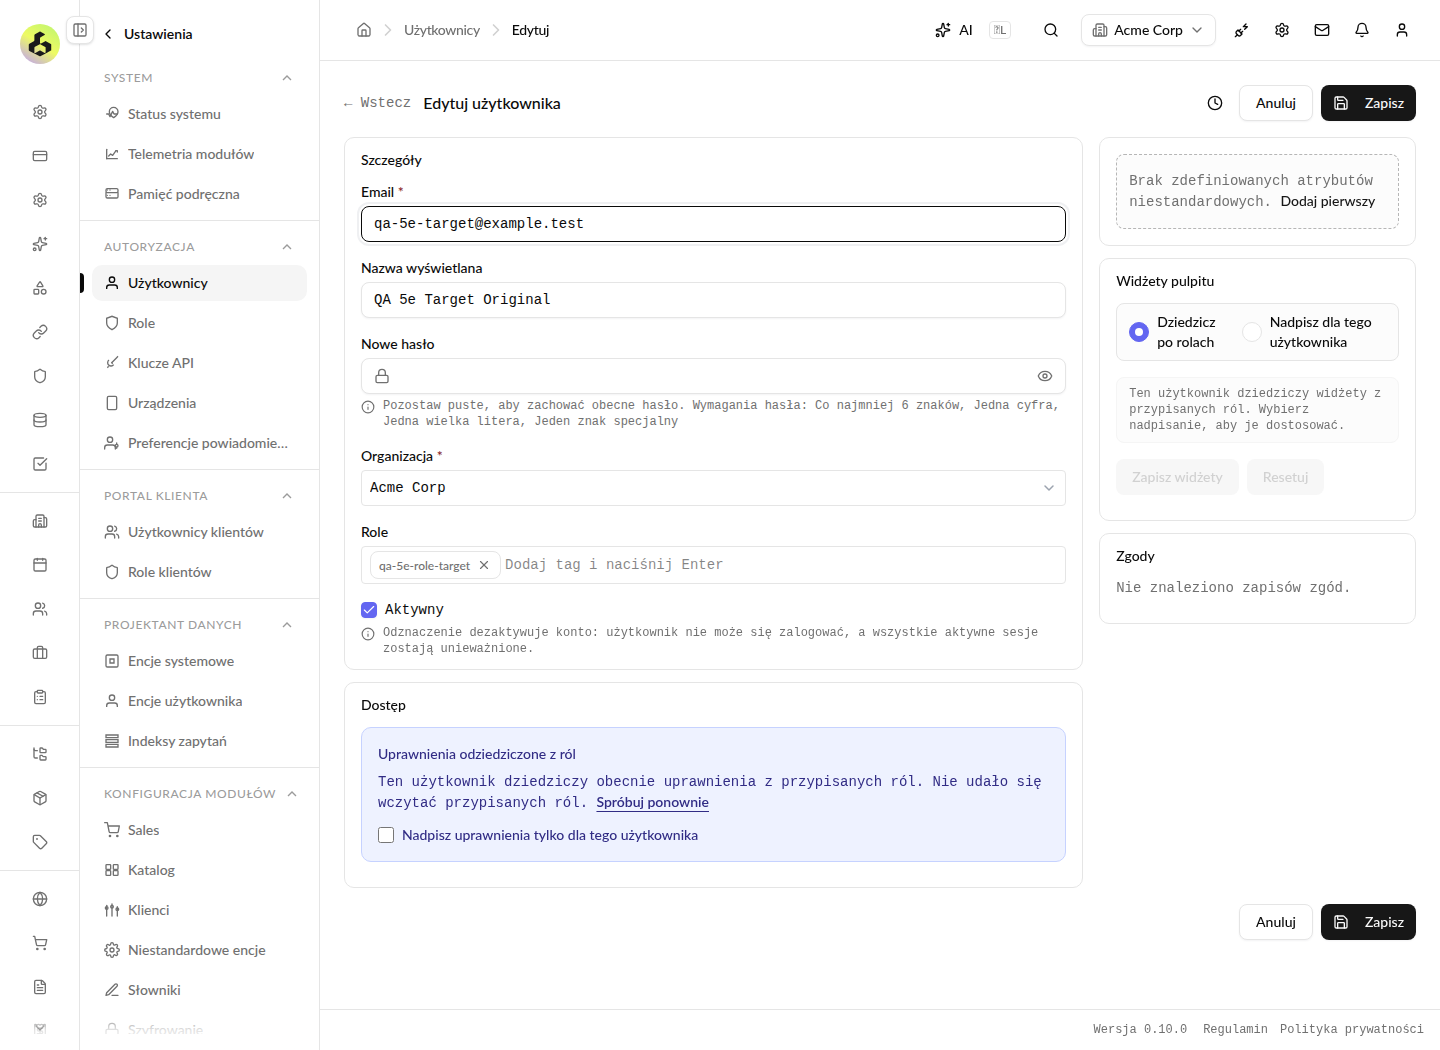 Ustawienia
SYSTEM
Status systemu
Telemetria modułów
Pamięć podręczna
AUTORYZACJA
Użytkownicy
Role
Klucze API
Urządzenia
Preferencje powiadomie...
PORTAL KLIENTA
Użytkownicy klientów
Role klientów
PROJEKTANT DANYCH
Encje systemowe
Encje użytkownika
Indeksy zapytań
KONFIGURACJA MODUŁÓW
Sales
Katalog
Klienci
Niestandardowe encje
Słowniki
Szyfrowanie
Użytkownicy
Edytuj
AI
L
Acme Corp
← Wstecz
Edytuj użytkownika
Anuluj
Zapisz
Szczegóły
Email *
qa-5e-target@example.test
Nazwa wyświetlana
QA 5e Target Original
Nowe hasło
Pozostaw puste, aby zachować obecne hasło. Wymagania hasła: Co najmniej 6 znaków, Jedna cyfra,
Jedna wielka litera, Jeden znak specjalny
Organizacja *
Acme Corp
Role
qa-5e-role-target
Dodaj tag i naciśnij Enter
Aktywny
Odznaczenie dezaktywuje konto: użytkownik nie może się zalogować, a wszystkie aktywne sesje
zostają unieważnione.
Dostęp
Uprawnienia odziedziczone z ról
Ten użytkownik dziedziczy obecnie uprawnienia z przypisanych ról. Nie udało się
wczytać przypisanych ról. Spróbuj ponownie
Nadpisz uprawnienia tylko dla tego użytkownika
Brak zdefiniowanych atrybutów
niestandardowych. Dodaj pierwszy
Widżety pulpitu
Dziedzicz
po rolach
Nadpisz dla tego
użytkownika
Ten użytkownik dziedziczy widżety z
przypisanych ról. Wybierz
nadpisanie, aby je dostosować.
Zapisz widżety
Resetuj
Zgody
Nie znaleziono zapisów zgód.
Anuluj
Zapisz
Wersja 0.10.0
Regulamin
Polityka prywatności